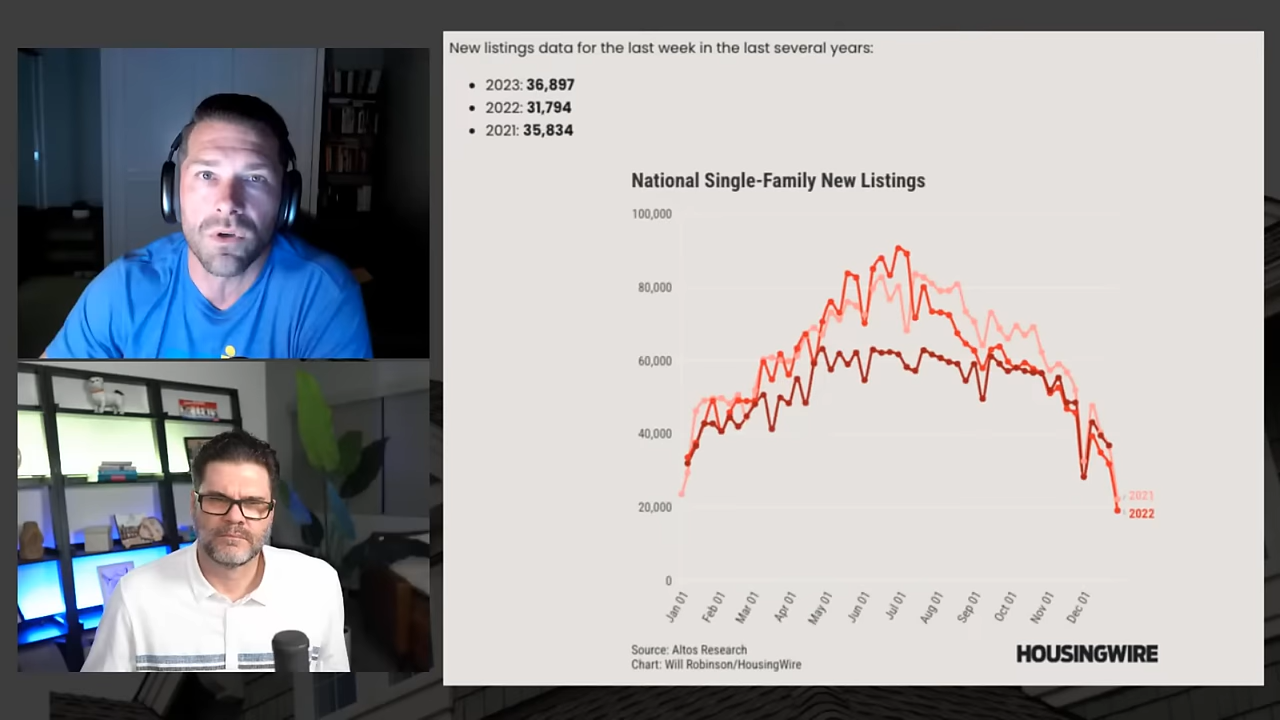 New listings data for the last week in the last several years:
• 2023: 36,897
• 2022: 31,794
• 2021: 35,834
National Single-Family New Listings
100,000
80,000
60,000
40,000
20,000
0
2021
2022
Jan 01
Feb 01
Mar 01
Apr 01
May 01
Jun 01
Jul 01
Aug 01
Sep 01
Oct 01
Nov 01
Dec 01
Source: Altos Research
Chart: Will Robinson/HousingWire
HOUSINGWIRE